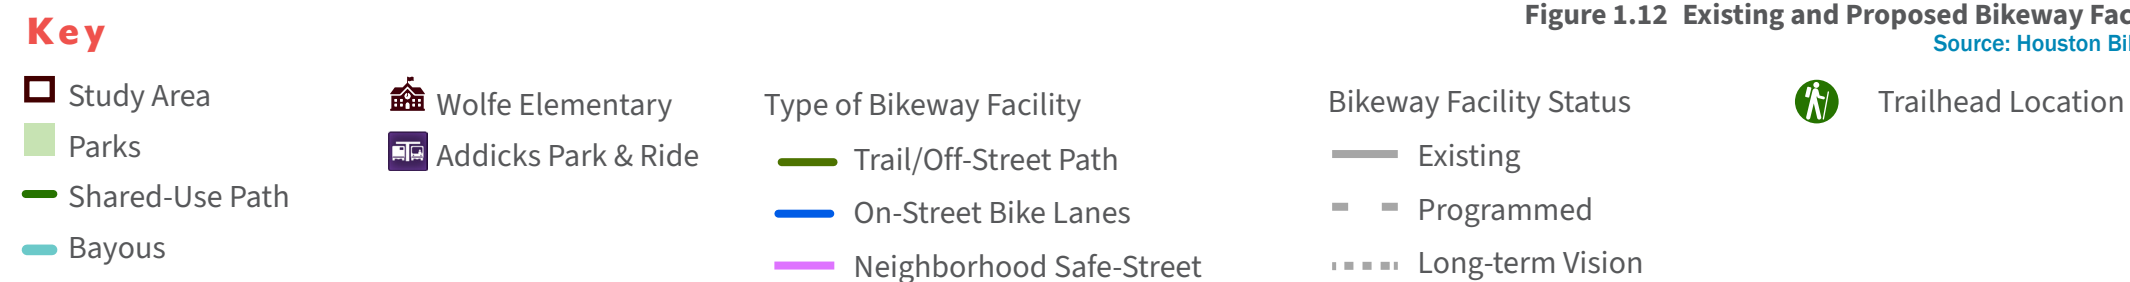 Figure 1.12 Existing and Proposed Bikeway
Source: Houston
Key
Study Area
Parks
Shared-Use Path
Bayous
Wolfe Elementary
Addicks Park & Ride
Type of Bikeway Facility
Trail/Off-Street Path
On-Street Bike Lanes
Neighborhood Safe-Street
Bikeway Facility Status
Existing
Programmed
Long-term Vision
Trailhead Location